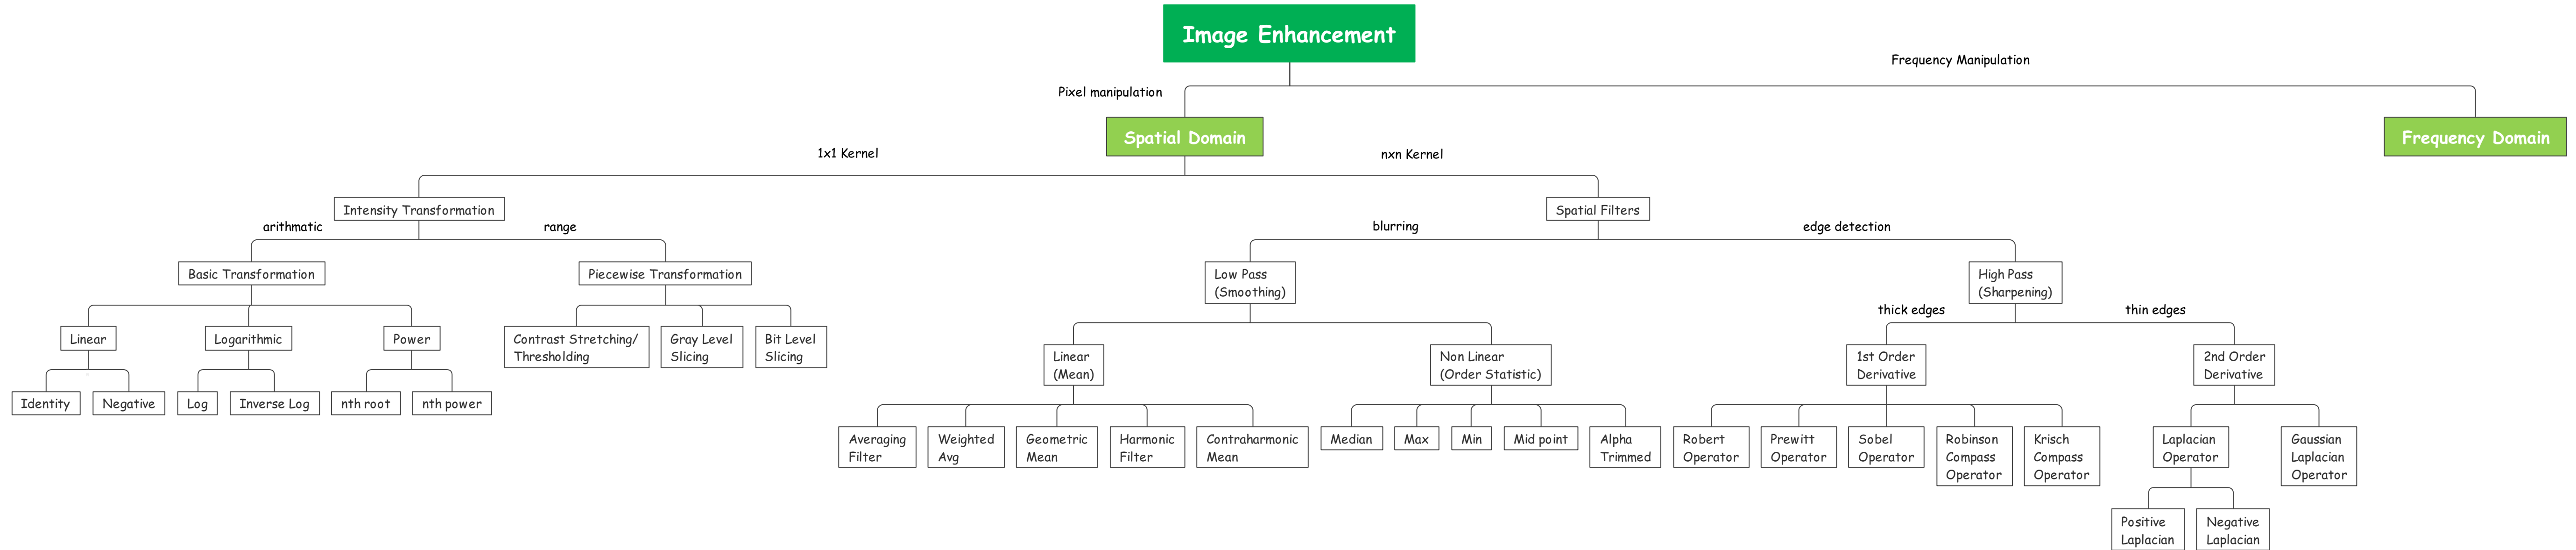 Image Enhancement
Frequency Manipulation
Pixel manipulation
Spatial Domain
Frequency Domain
1x1 Kernel
nxn Kernel
Intensity Transformation
Spatial Filters
arithmatic
range
blurring
edge detection
Basic Transformation
Piecewise Transformation
Low Pass
(Smoothing)
High Pass
(Sharpening)
thick edges
thin edges
Linear
Logarithmic
Power
Contrast Stretching/
Thresholding
Gray Level
Slicing
Bit Level
Slicing
Linear
(Mean)
Non Linear
(Order Statistic)
1st Order
Derivative
2nd Order
Derivative
Identity
Negative
Log
Inverse Log
nth root
nth power
Averaging
Filter
Weighted
Avg
Geometric
Mean
Harmonic
Filter
Contraharmonic
Mean
Median
Max
Min
Mid point
Alpha
Trimmed
Robert
Operator
Prewitt
Operator
Sobel
Operator
Robinson
Compass
Operator
Krisch
Compass
Operator
Laplacian
Operator
Gaussian
Laplacian
Operator
Positive
Laplacian
Negative
Laplacian